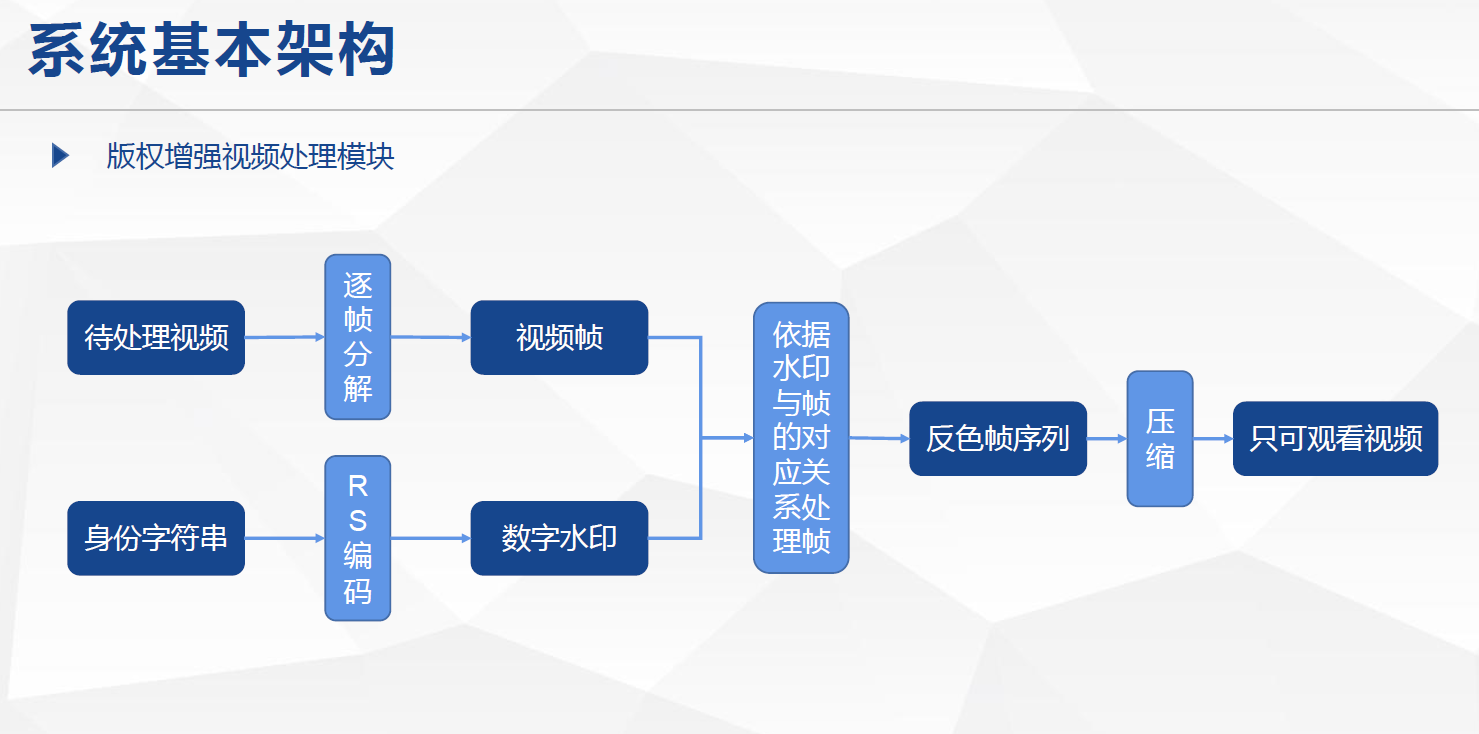 系统基本架构
版权增强视频处理模块
待处理视频
逐
帧
分
解
视频帧
身份字符串
R
S
编
码
数字水印
依据
水印
与帧
的对
应关
系处
理帧
反色帧序列
压
缩
只可观看视频